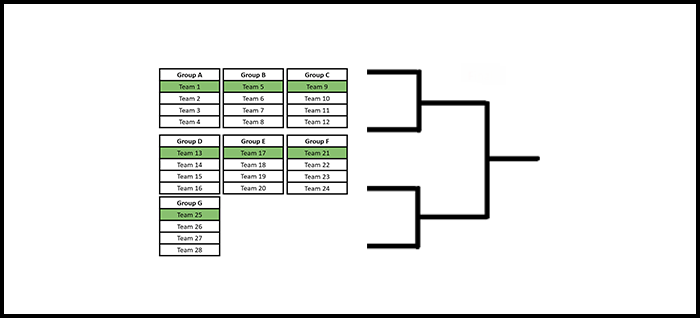 Group A
Team 1
Team 2
Team 3
Team 4
Group B
Team 5
Team 6
Team 7
Team 8
Group C
Team 9
Team 10
Team 11
Team 12
Group D
Team 13
Team 14
Team 15
Team 16
Group E
Team 17
Team 18
Team 19
Team 20
Group F
Team 21
Team 22
Team 23
Team 24
Group G
Team 25
Team 26
Team 27
Team 28